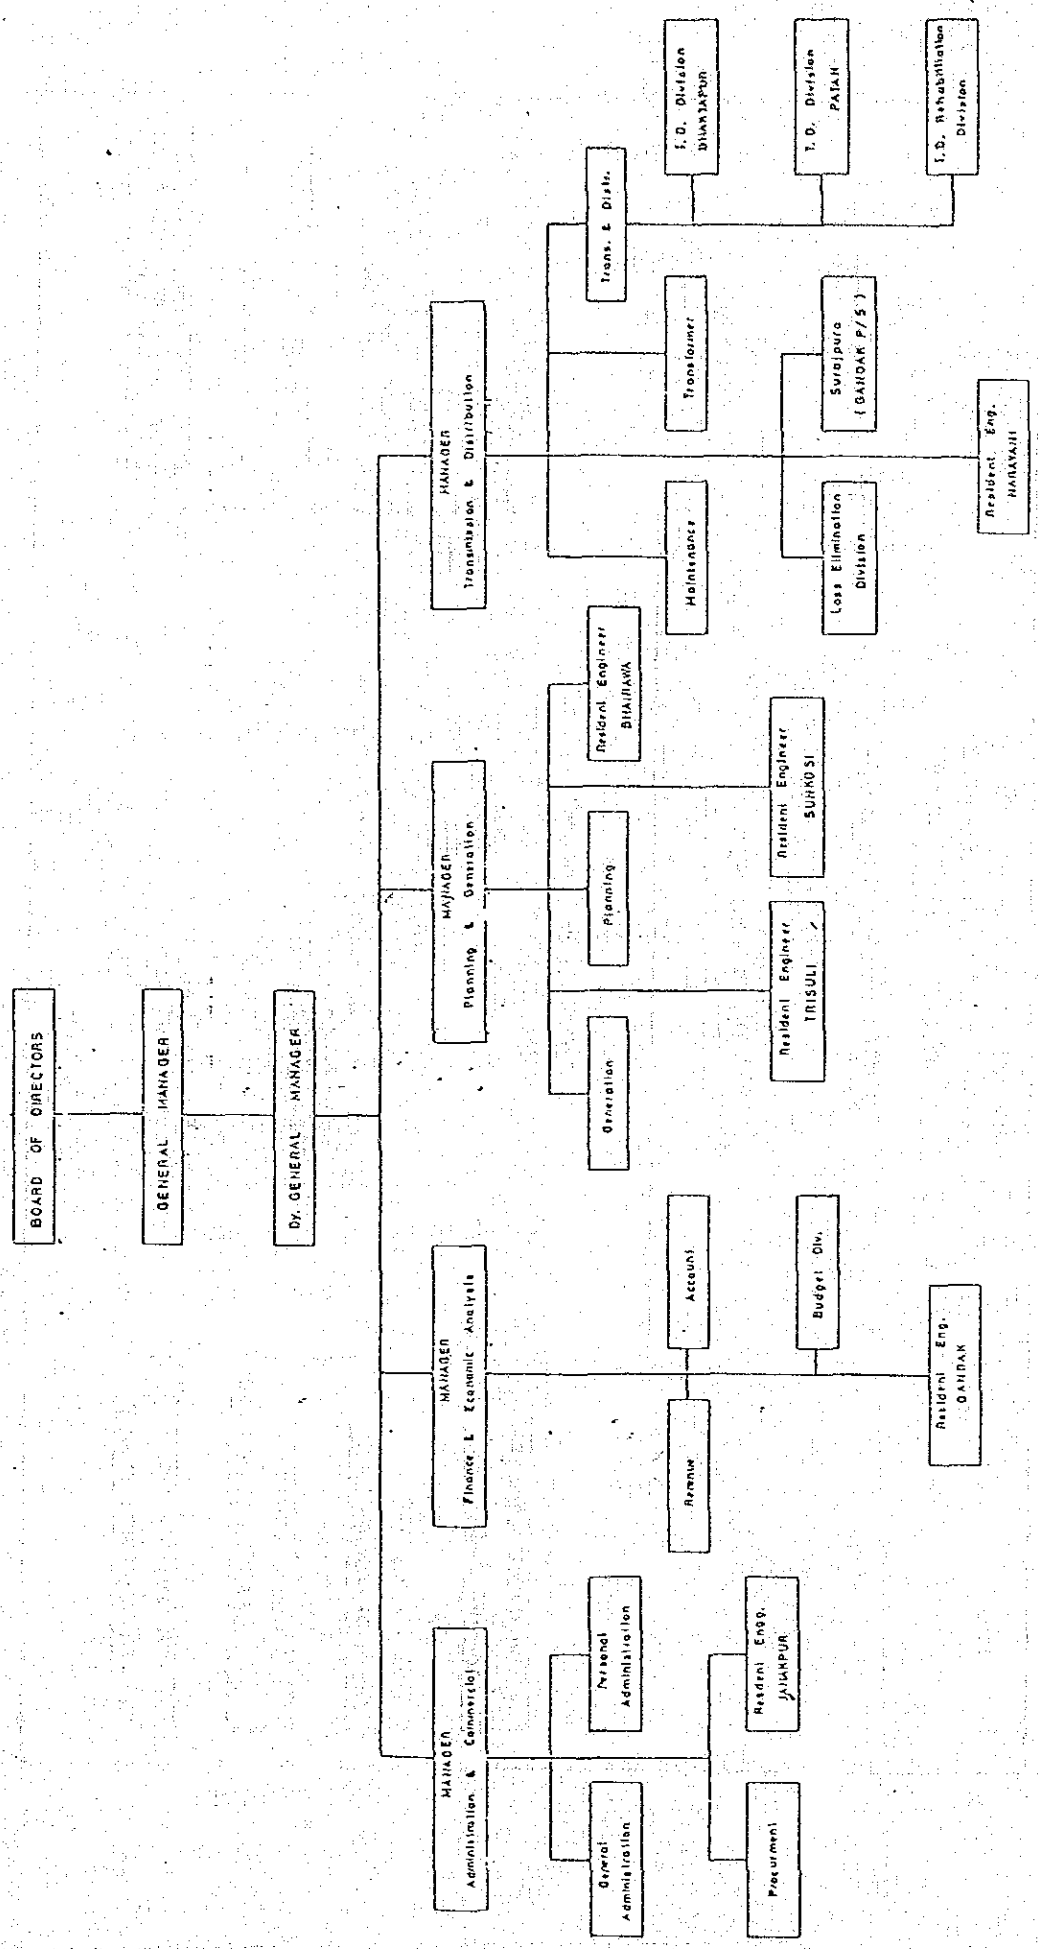 BOARD OF DIRECTORS
GENERAL MANAGER
Dy. GENERAL MANAGER
MANAGER
Administration & Commercial
MANAGER
Finance & Economic Analysis
MANAGER
Planning & Generation
MANAGER
Transmission & Distribution
General
Administration
Personal
Administration
Procurment
Resdent Engg.
JANAKPUR
Revenue
Account
Budget Div.
Resident Eng.
GANDAK
Generation
Planning
Resident Engineer
BHAIRAWA
Resident Engineer
TRISULI
Resident Engineer
SUNKOSI
Maintenance
Transformer
Trans. & Distr.
T.D. Division
BHAKTAPUR
T.D. Division
PATAN
T.D. Rehabilitation
Division
Loss Elimination
Division
Surajpura
(GANDAK P/S)
Resident Eng.
NARAYANI